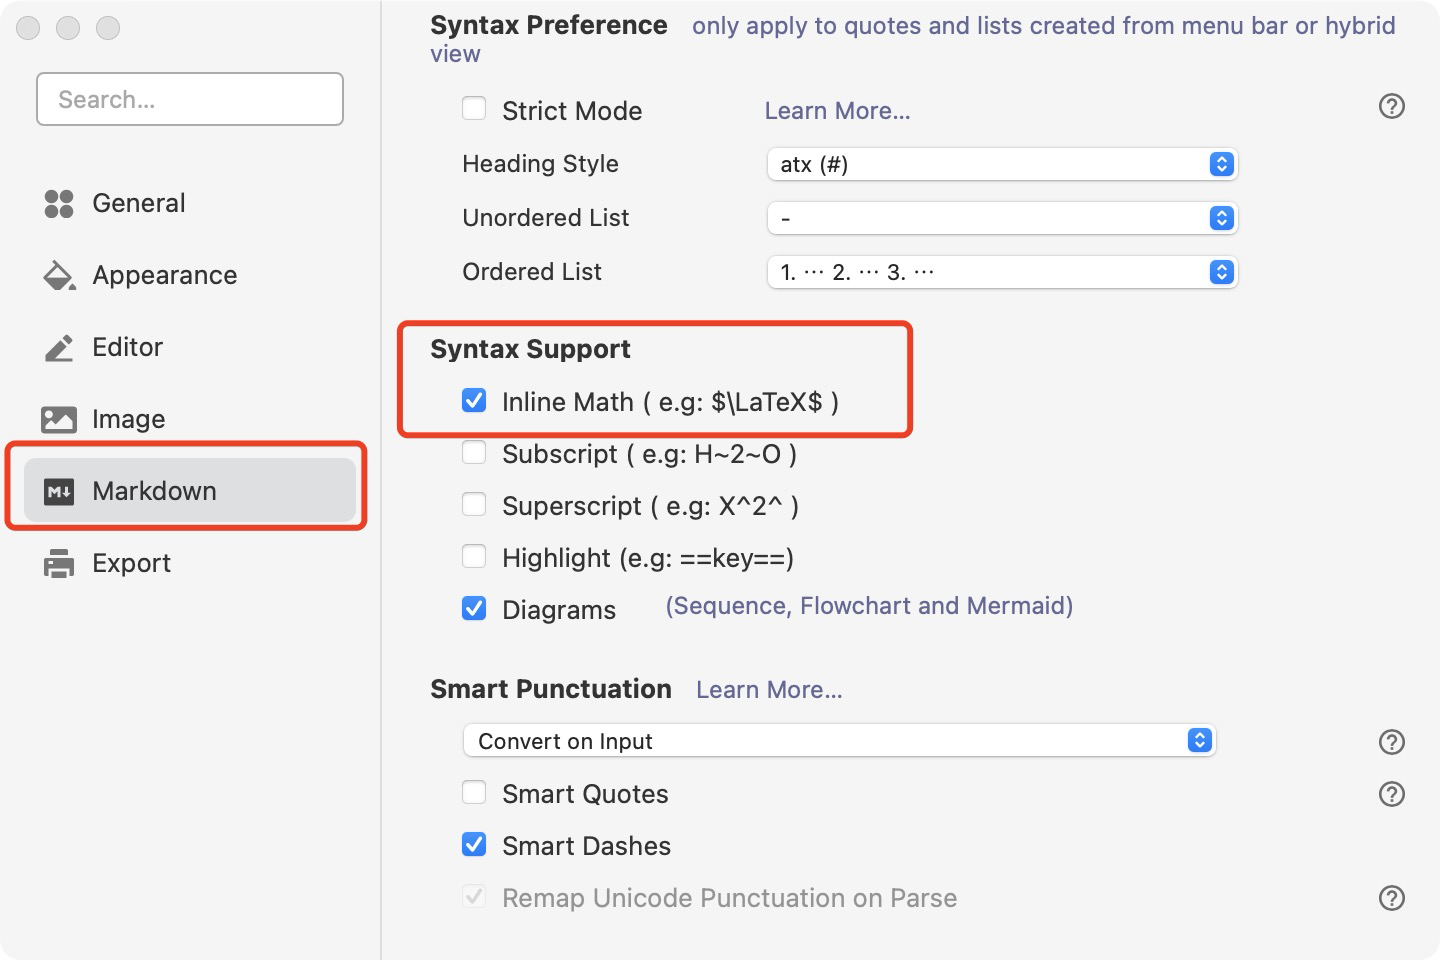 Search...
General
Appearance
Editor
Image
M↓ Markdown
Export
Syntax Preference only apply to quotes and lists created from menu bar or hybrid
view
Strict Mode Learn More...
Heading Style atx (#)
Unordered List -
Ordered List 1. ··· 2. ··· 3. ···
Syntax Support
Inline Math ( e.g: $\LaTeX$ )
Subscript ( e.g: H~2~O )
Superscript ( e.g: X^2^ )
Highlight (e.g: ==key==)
Diagrams (Sequence, Flowchart and Mermaid)
Smart Punctuation Learn More...
Convert on Input
Smart Quotes
Smart Dashes
Remap Unicode Punctuation on Parse